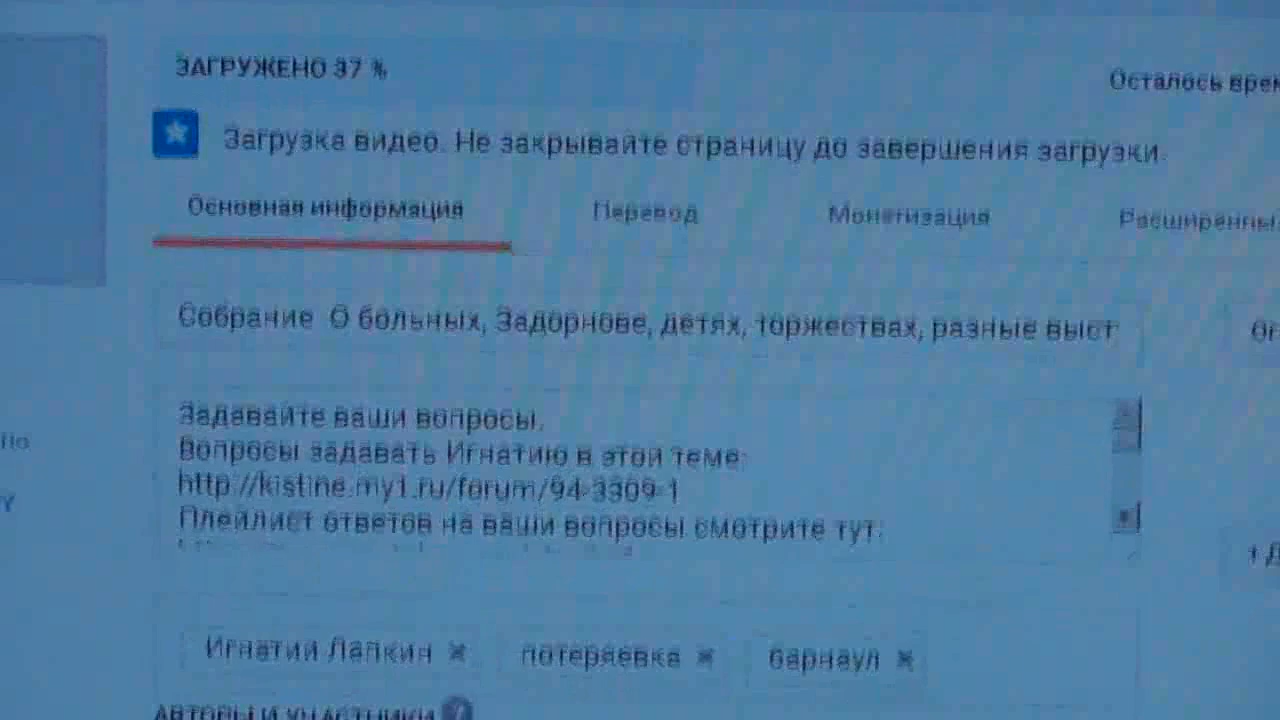 ЗАГРУЖЕНО 37 %
Осталось врем
Загрузка видео. Не закрывайте страницу до завершения загрузки.
Основная информация Перевод Монетизация Расширенны
Собрание О больных, Задорнове, детях, торжествах, разные выст
Задавайте ваши вопросы.
Вопросы задавать Игнатию в этой теме:
http://kistine.my1.ru/forum/94-3309-1
Плейлист ответов на ваши вопросы смотрите тут:
Игнатий Лапкин × потеряевка × барнаул ×
АВТОРЫ И УЧАСТНИКИ ?